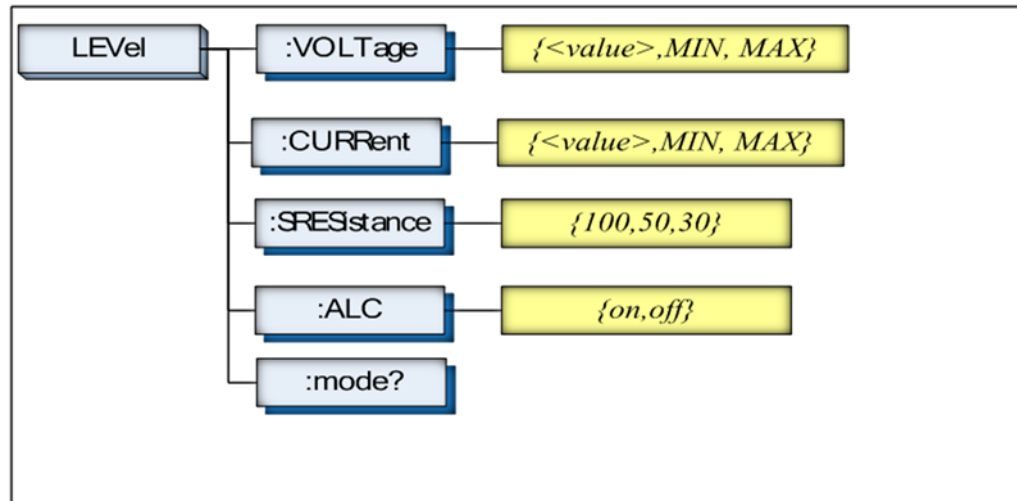 LEVel
:VOLTage
{<value>,MIN, MAX}
:CURRent
{<value>,MIN, MAX}
:SRESistance
{100,50,30}
:ALC
{on,off}
:mode?